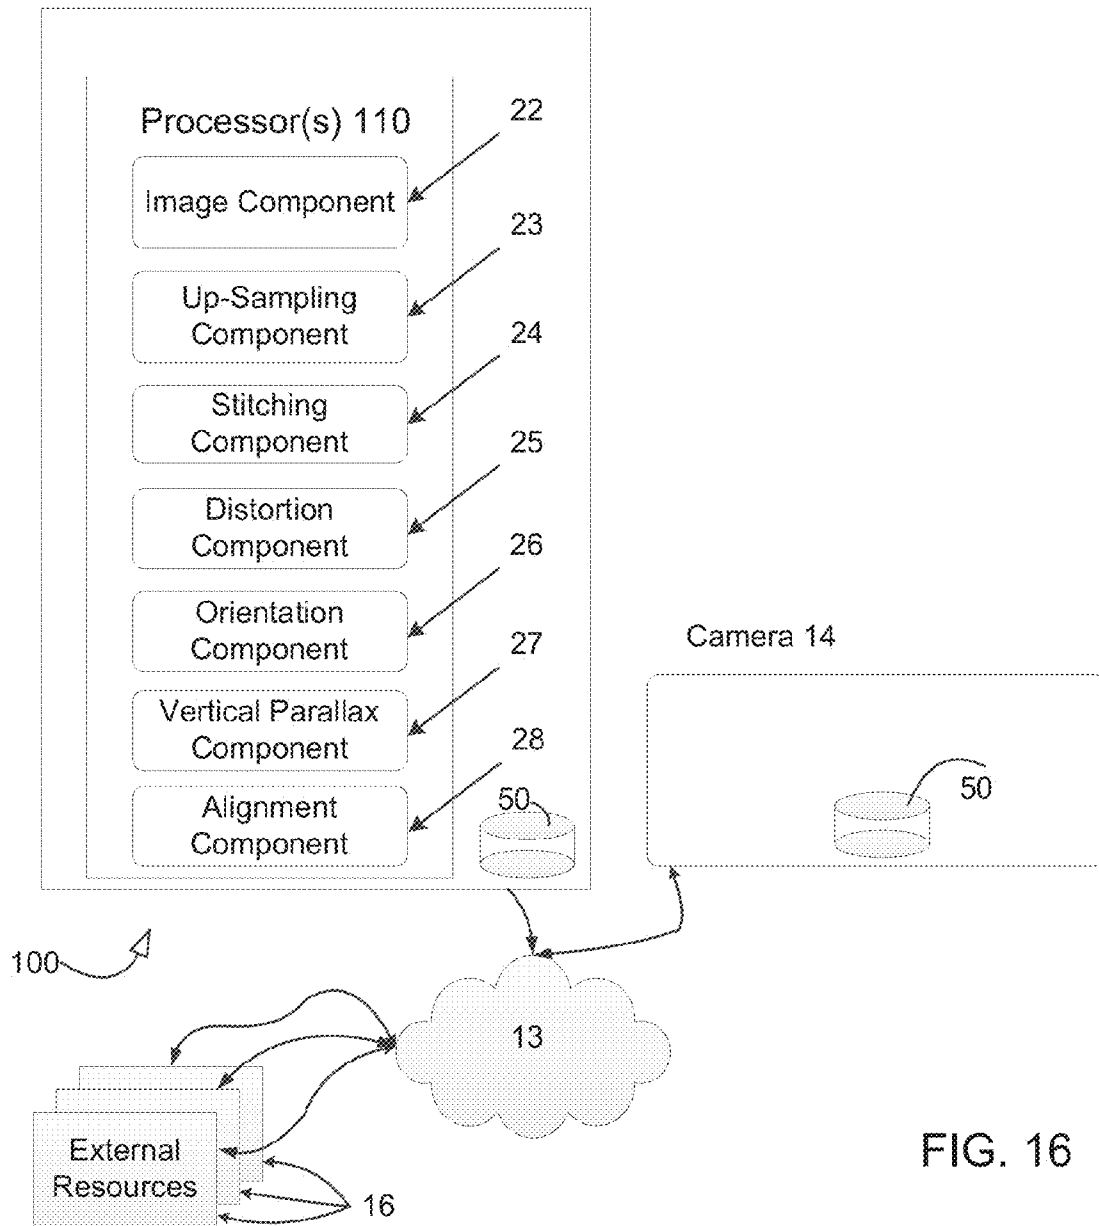 Processor(s) 110
22
Image Component
23
Up-Sampling
Component
24
Stitching
Component
25
Distortion
Component
26
Orientation
Component
27
Vertical Parallax
Component
28
Alignment
Component
50
Camera 14
50
100
13
External
Resources
16
FIG. 16